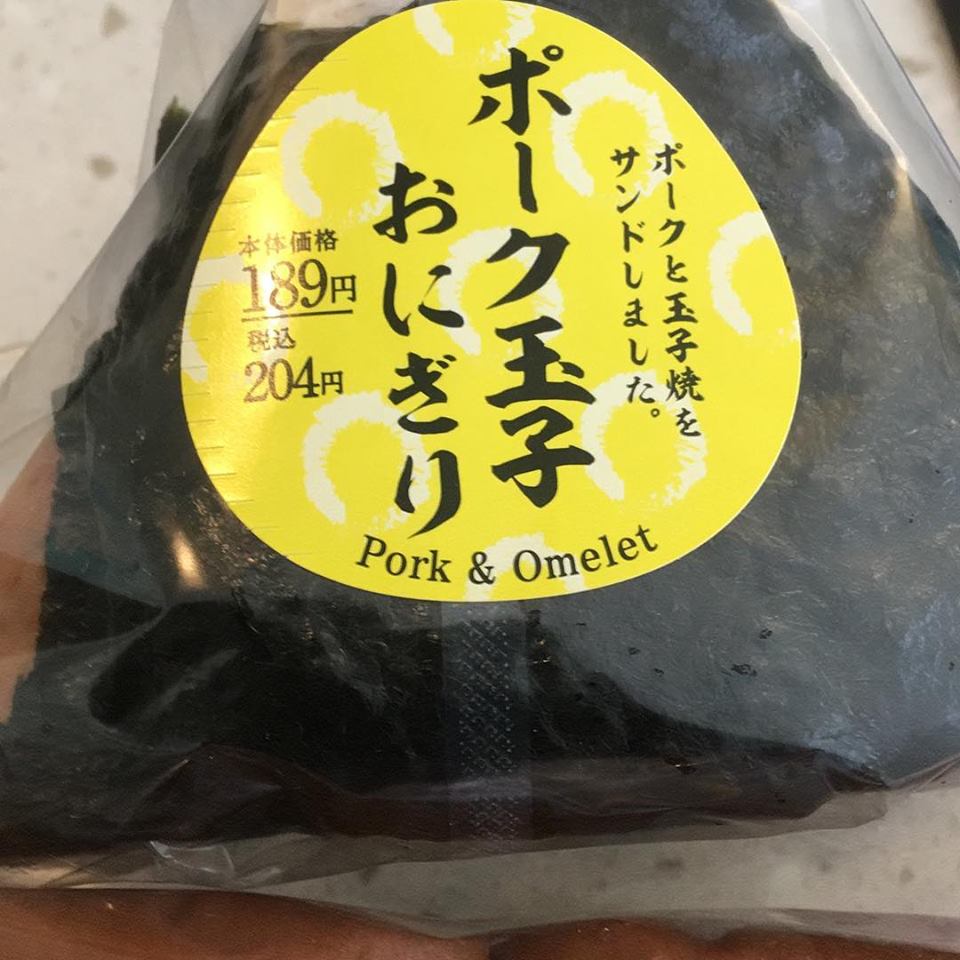 ポークと玉子焼を
サンドしました。
ポーク玉子
おにぎり
本体価格
189円
税込
204円
Pork & Omelet